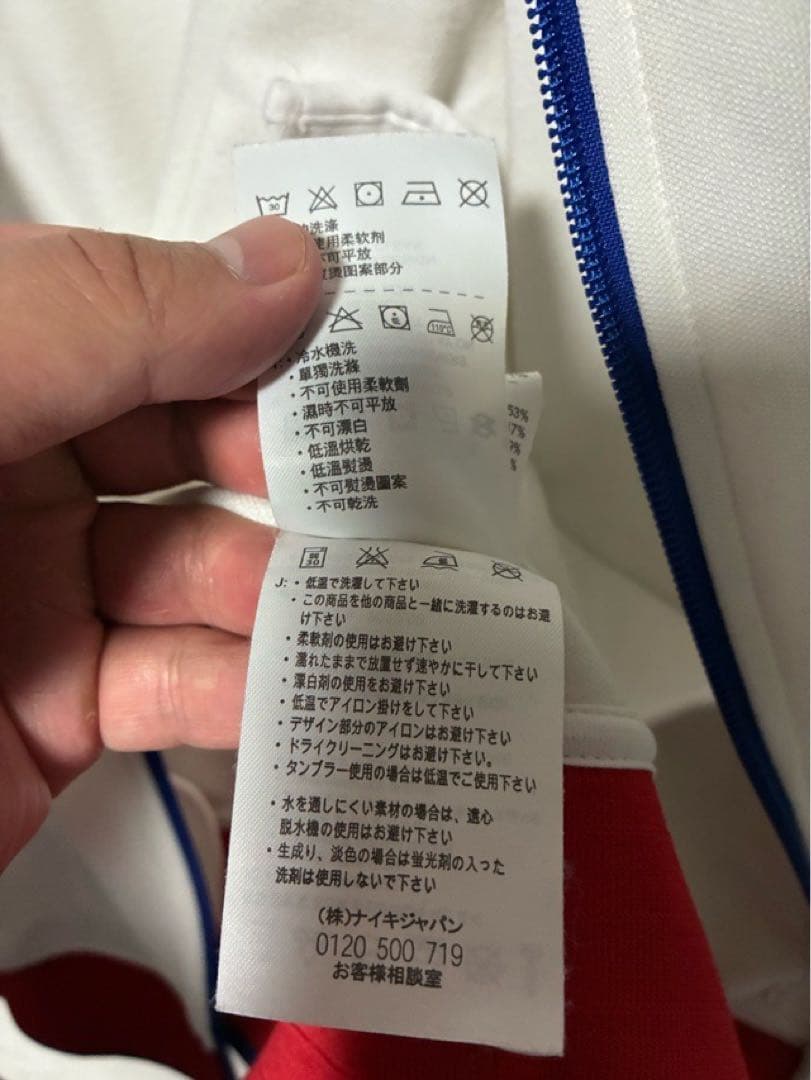 30
洗涤
使用柔软剂
不可平放
烫图案部分
110°C
冷水機洗
・單獨洗滌
・不可使用柔軟劑
・濕時不可平放
・不可漂白
・低溫烘乾
・低溫熨燙
・不可熨燙圖案
・不可乾洗
53%
7%
%
%
30
J: ・低温で洗濯して下さい
・この商品を他の商品と一緒に洗濯するのはお避
け下さい
・柔軟剤の使用はお避け下さい
・濡れたままで放置せず速やかに干して下さい
・漂白剤の使用をお避け下さい
・低温でアイロン掛けをして下さい
・デザイン部分のアイロンはお避け下さい
・ドライクリーニングはお避け下さい。
・タンブラー使用の場合は低温でご使用下さい
・水を通しにくい素材の場合は、遠心
脱水機の使用はお避け下さい
・生成り、淡色の場合は蛍光剤の入った
洗剤は使用しないで下さい
(株)ナイキジャパン
0120 500 719
お客様相談室